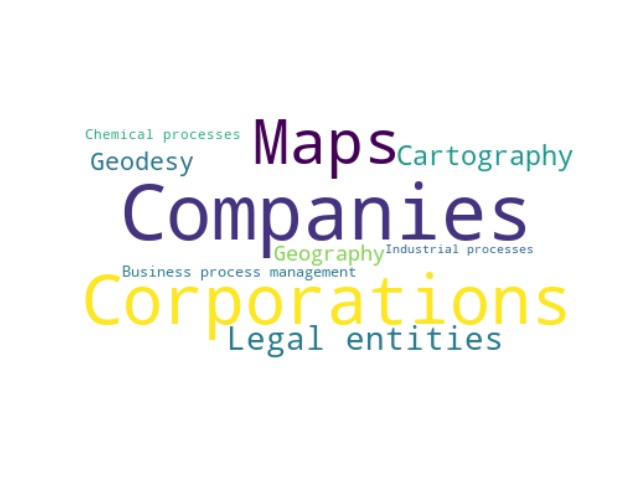 Chemical processes
Maps
Cartography
Geodesy
Companies
Geography
Industrial processes
Business process management
Corporations
Legal entities